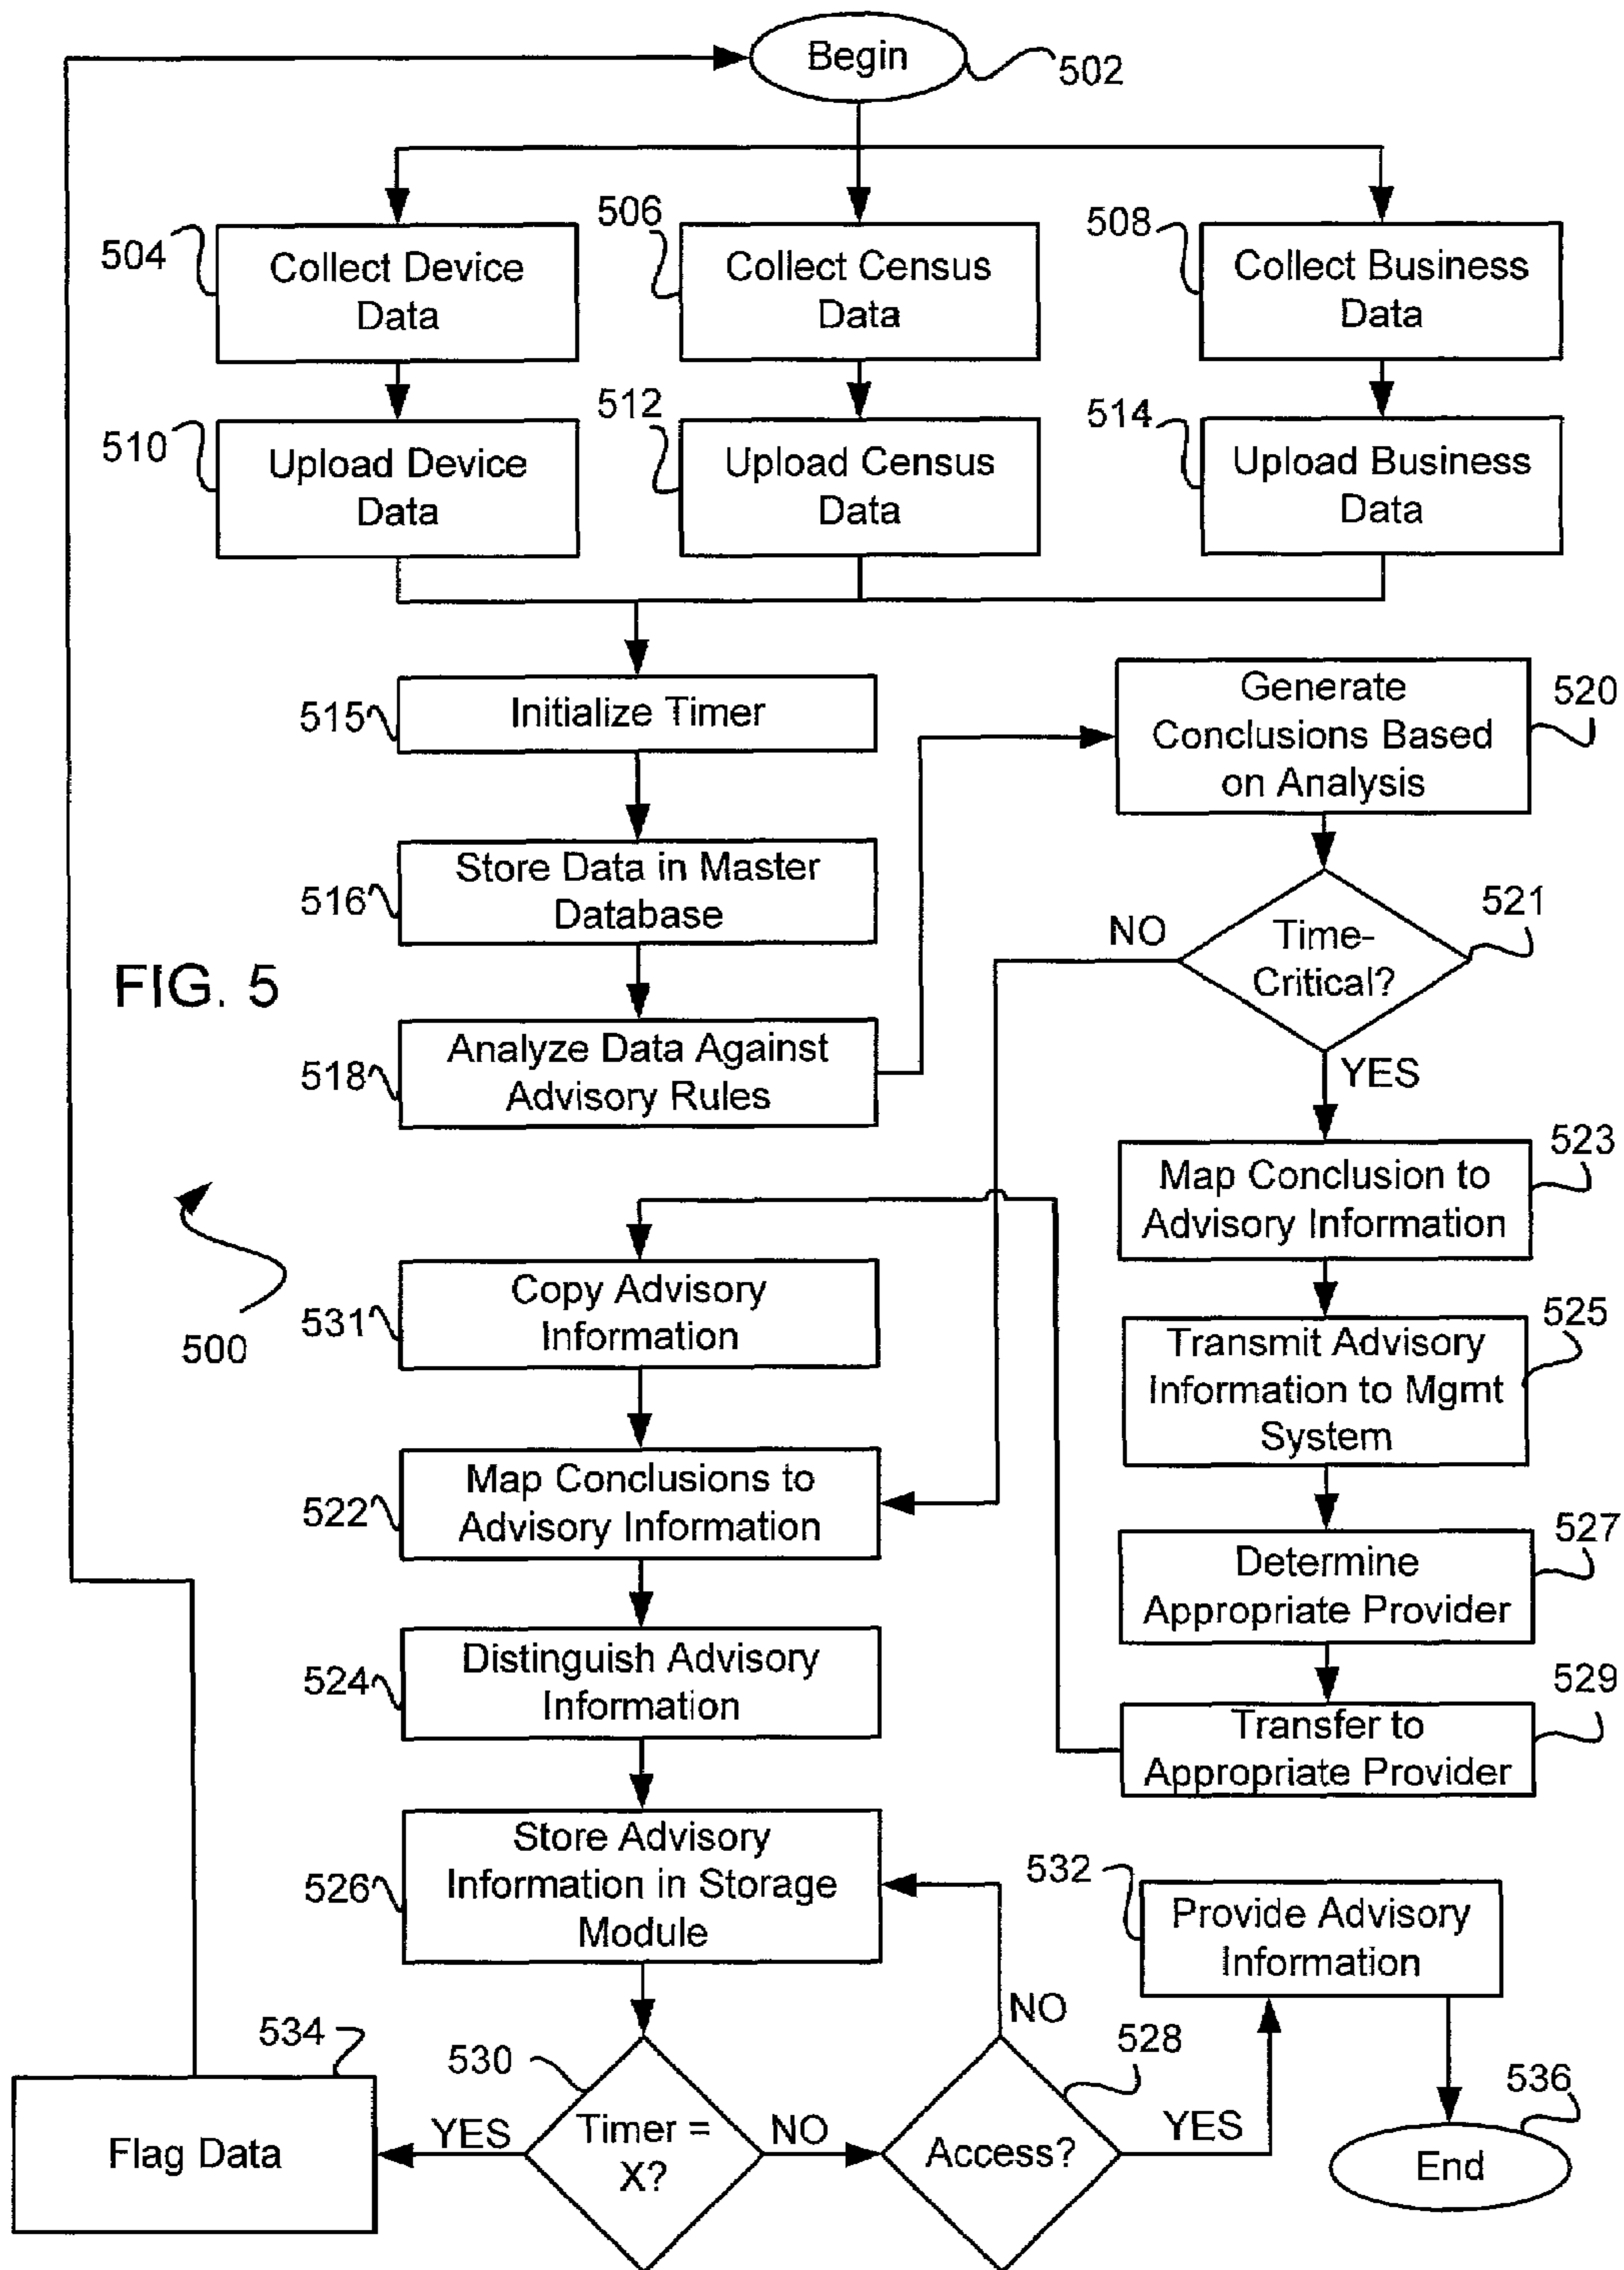 Begin
502
504
Collect Device
Data
506
Collect Census
Data
508
Collect Business
Data
510
Upload Device
Data
512
Upload Census
Data
514
Upload Business
Data
515
Initialize Timer
516
Store Data in Master
Database
FIG. 5
518
Analyze Data Against
Advisory Rules
Generate
Conclusions Based
on Analysis
520
Time-
Critical?
521
NO
YES
Map Conclusion to
Advisory Information
523
Transmit Advisory
Information to Mgmt
System
525
Determine
Appropriate Provider
527
Transfer to
Appropriate Provider
529
500
531
Copy Advisory
Information
522
Map Conclusions to
Advisory Information
524
Distinguish Advisory
Information
526
Store Advisory
Information in Storage
Module
532
Provide Advisory
Information
534
Flag Data
YES
530
Timer =
X?
NO
NO
528
Access?
YES
536
End